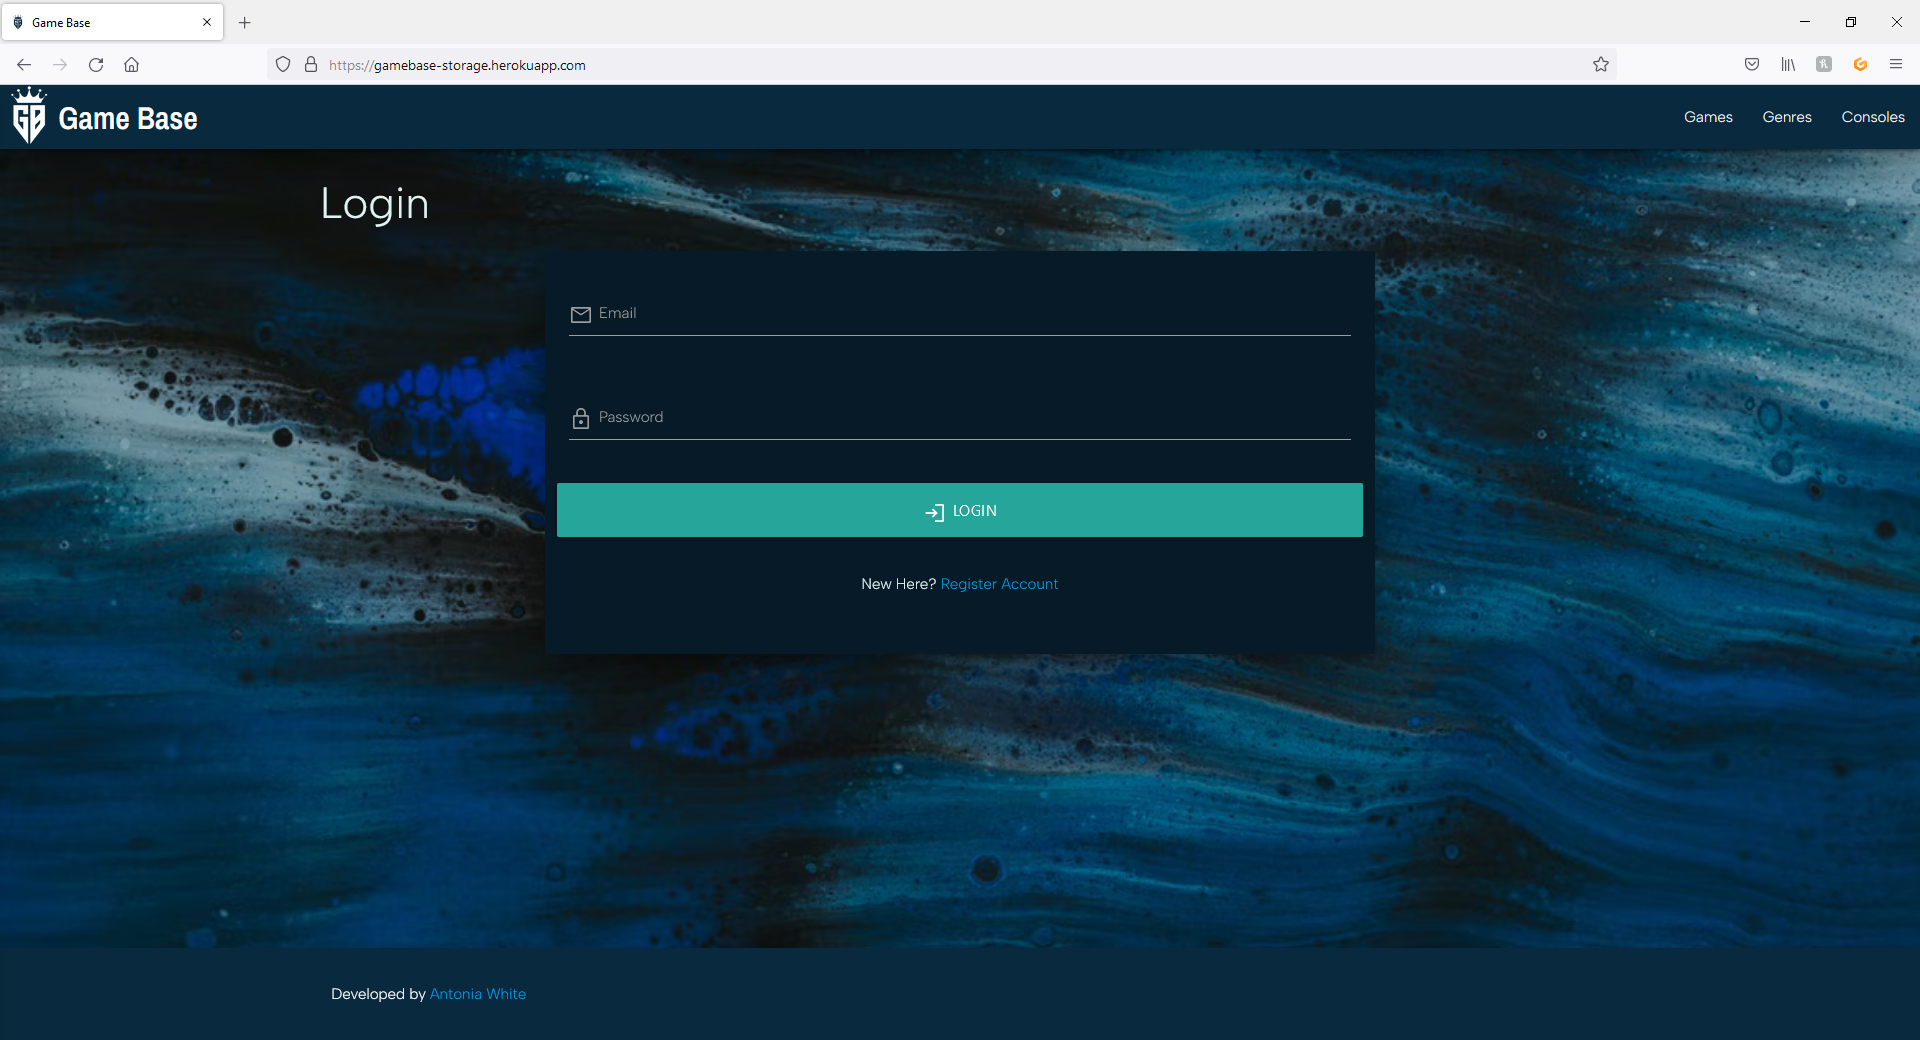 Game Base
https://gamebase-storage.herokuapp.com
GB Game Base
Games Genres Consoles
Login
Email
Password
LOGIN
New Here? Register Account
Developed by Antonia White